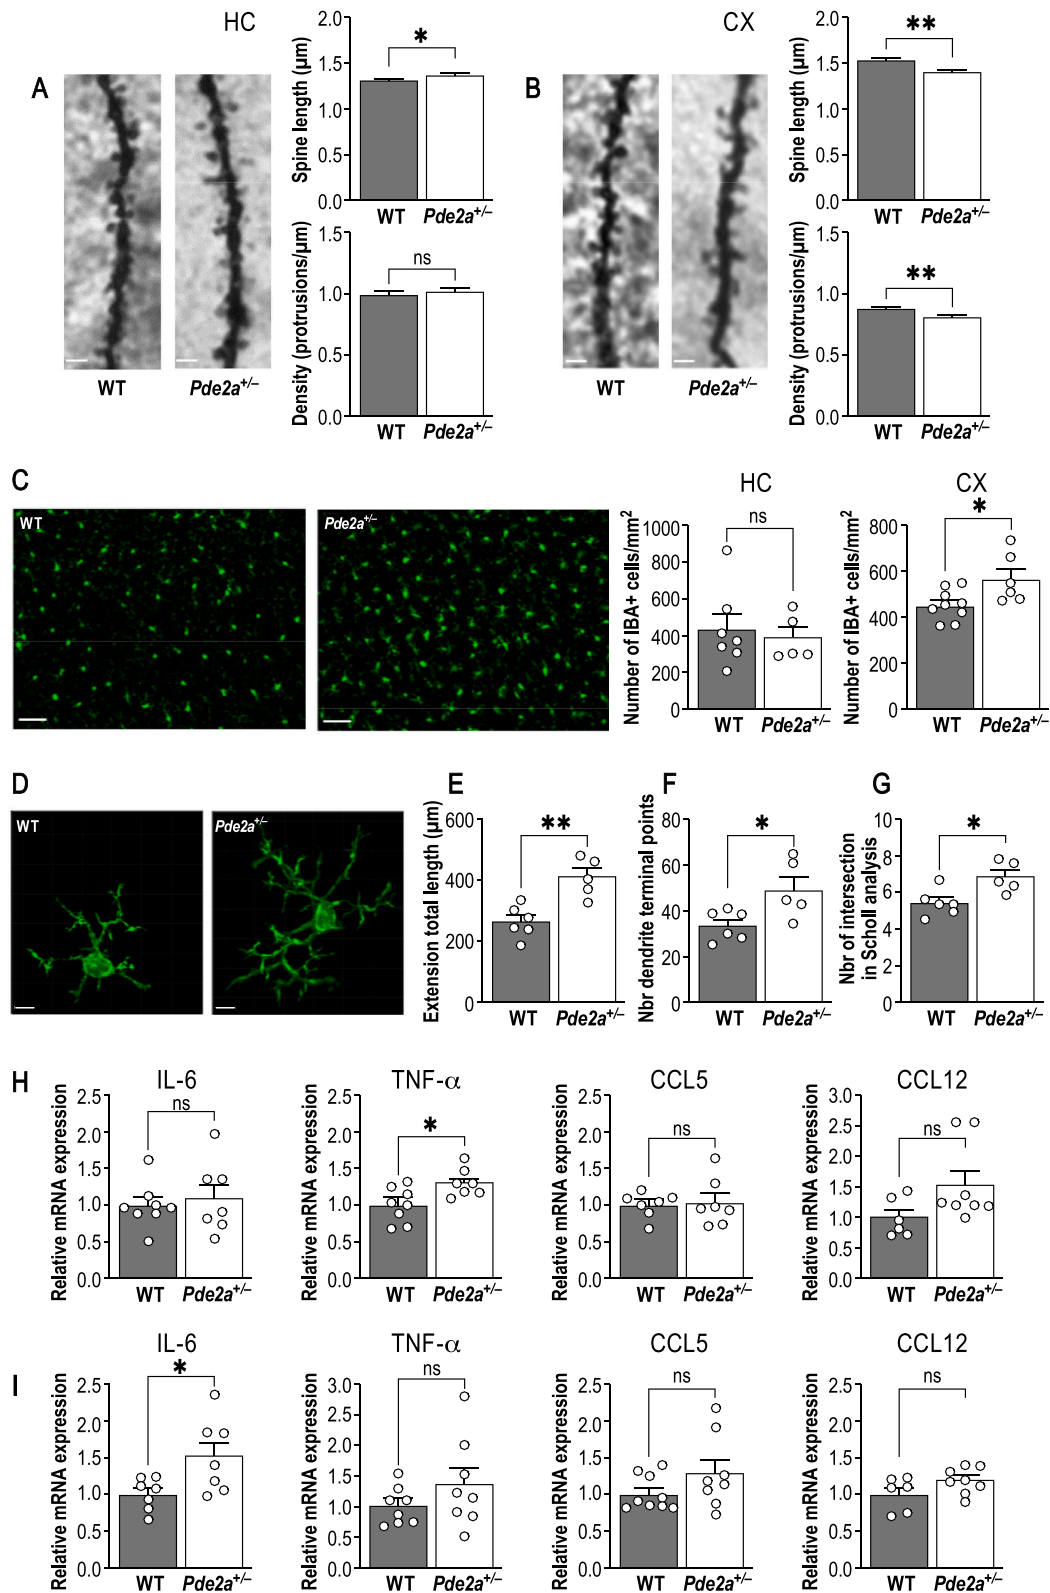 HC
CX
A
WT
Pde2a+/–
Spine length (µm)
2.0
1.5
1.0
0.5
0.0
*
WT
Pde2a+/–
Density (protrusions/µm)
1.5
1.0
0.5
0.0
ns
WT
Pde2a+/–
B
WT
Pde2a+/–
Spine length (µm)
2.0
1.5
1.0
0.5
0.0
**
WT
Pde2a+/–
Density (protrusions/µm)
1.5
1.0
0.5
0.0
**
WT
Pde2a+/–
C
WT
Pde2a+/–
HC
Number of IBA+ cells/mm2
1000
800
600
400
200
0
ns
WT
Pde2a+/–
CX
Number of IBA+ cells/mm2
800
600
400
200
0
*
WT
Pde2a+/–
D
WT
Pde2a+/–
E
Extension total length (µm)
600
400
200
0
**
WT
Pde2a+/–
F
Nbr dendrite terminal points
80
60
40
20
0
*
WT
Pde2a+/–
G
Nbr of intersection
in Scholl analysis
10
8
6
4
2
0
*
WT
Pde2a+/–
H
IL-6
Relative mRNA expression
2.5
2.0
1.5
1.0
0.5
0.0
ns
WT
Pde2a+/–
TNF-α
Relative mRNA expression
2.5
2.0
1.5
1.0
0.5
0.0
*
WT
Pde2a+/–
CCL5
Relative mRNA expression
2.5
2.0
1.5
1.0
0.5
0.0
ns
WT
Pde2a+/–
CCL12
Relative mRNA expression
3.0
2.5
2.0
1.5
1.0
0.5
0.0
ns
WT
Pde2a+/–
I
IL-6
Relative mRNA expression
2.5
2.0
1.5
1.0
0.5
0.0
*
WT
Pde2a+/–
TNF-α
Relative mRNA expression
3.0
2.5
2.0
1.5
1.0
0.5
0.0
ns
WT
Pde2a+/–
CCL5
Relative mRNA expression
2.5
2.0
1.5
1.0
0.5
0.0
ns
WT
Pde2a+/–
CCL12
Relative mRNA expression
2.5
2.0
1.5
1.0
0.5
0.0
ns
WT
Pde2a+/–